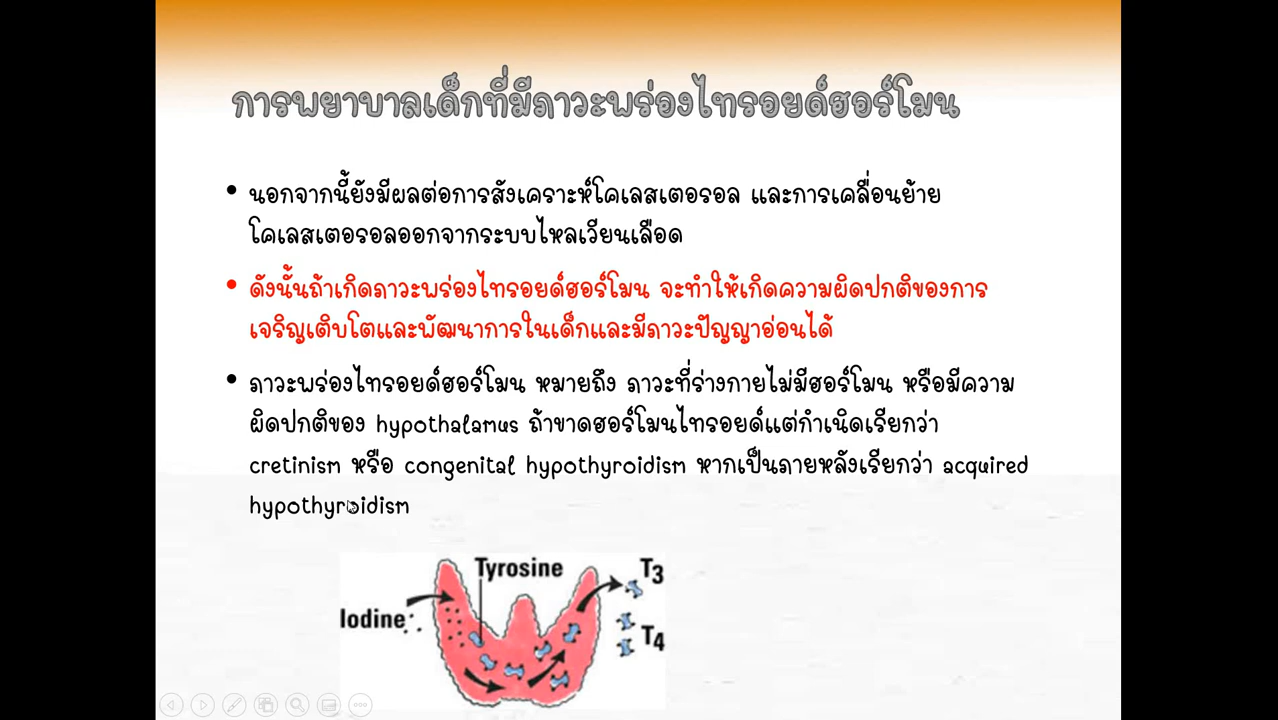 การพยาบาลเด็กที่มีภาวะพร่องไทรอยด์ฮอร์โมน
• นอกจากนี้ยังมีผลต่อการสังเคราะห์โคเลสเตอรอล และการเคลื่อนย้าย
โคเลสเตอรอลออกจากระบบไหลเวียนเลือด
• ดังนั้นถ้าเกิดภาวะพร่องไทรอยด์ฮอร์โมน จะทำให้เกิดความผิดปกติของการ
เจริญเติบโตและพัฒนาการในเด็กและมีภาวะปัญญาอ่อนได้
• ภาวะพร่องไทรอยด์ฮอร์โมน หมายถึง ภาวะที่ร่างกายไม่มีฮอร์โมน หรือมีความ
ผิดปกติของ hypothalamus ถ้าขาดฮอร์โมนไทรอยด์แต่กำเนิดเรียกว่า
cretinism หรือ congenital hypothyroidism หากเป็นภายหลังเรียกว่า acquired
hypothyroidism
Tyrosine
T3
Iodine
T4